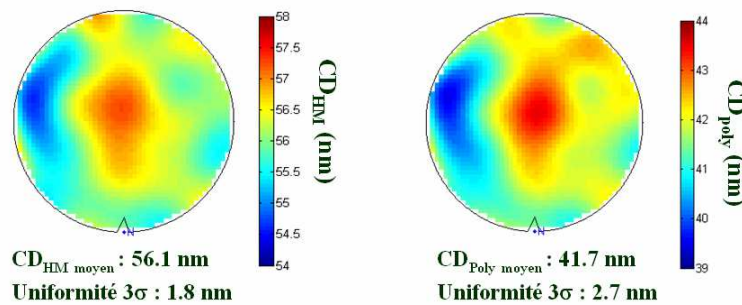 58
57.5
57
56.5
56
55.5
55
54.5
54
CD_HM (nm)
N
CD_HM moyen : 56.1 nm
Uniformité 3σ : 1.8 nm
44
43
42
41
40
39
CD_poly (nm)
N
CD_Poly moyen : 41.7 nm
Uniformité 3σ : 2.7 nm